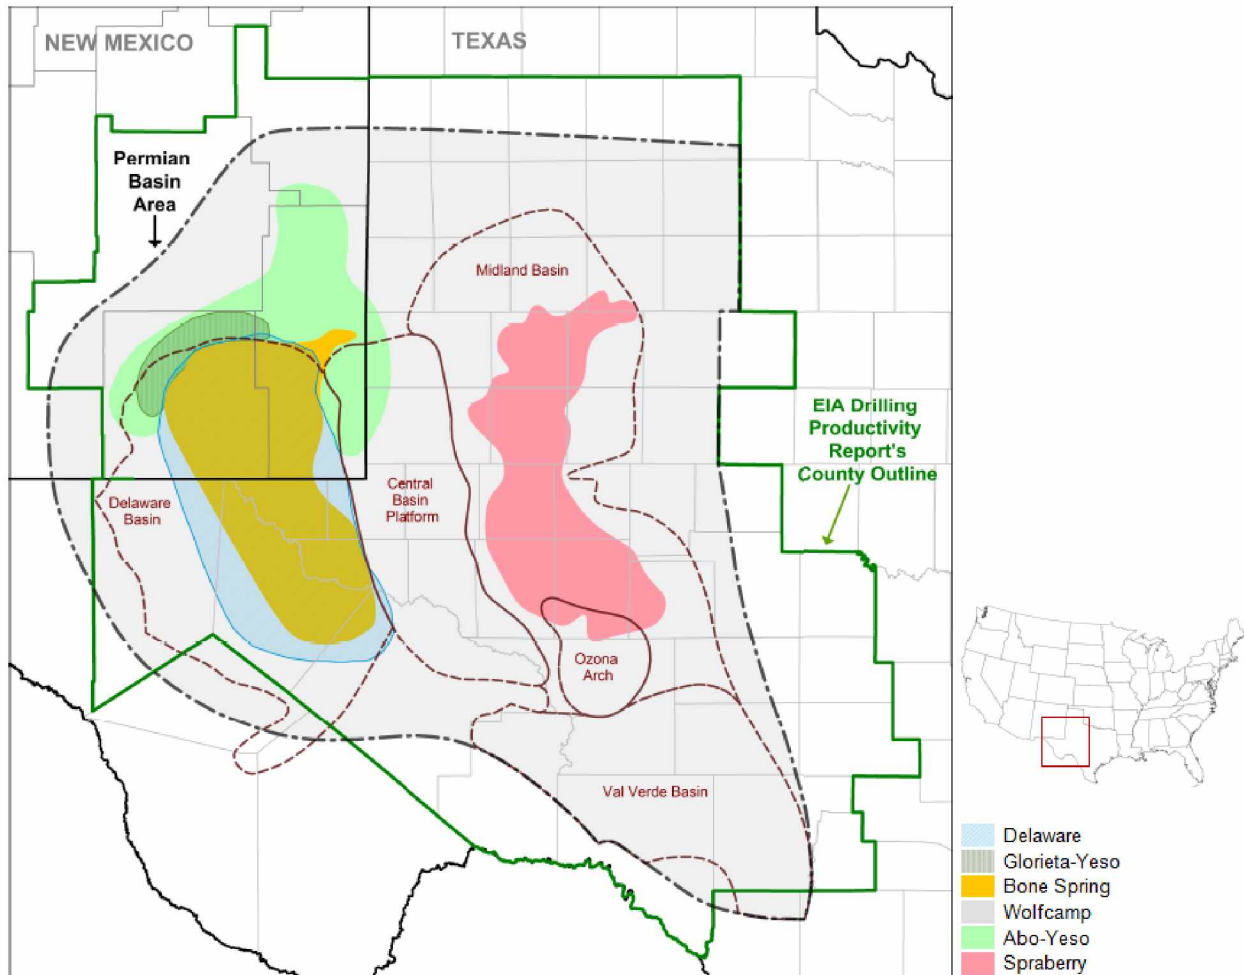 NEW MEXICO
TEXAS
Permian
Basin
Area
Midland Basin
EIA Drilling
Productivity
Report's
County Outline
Delaware
Basin
Central
Basin
Platform
Ozona
Arch
Val Verde Basin
Delaware
Glorieta-Yeso
Bone Spring
Wolfcamp
Abo-Yeso
Spraberry